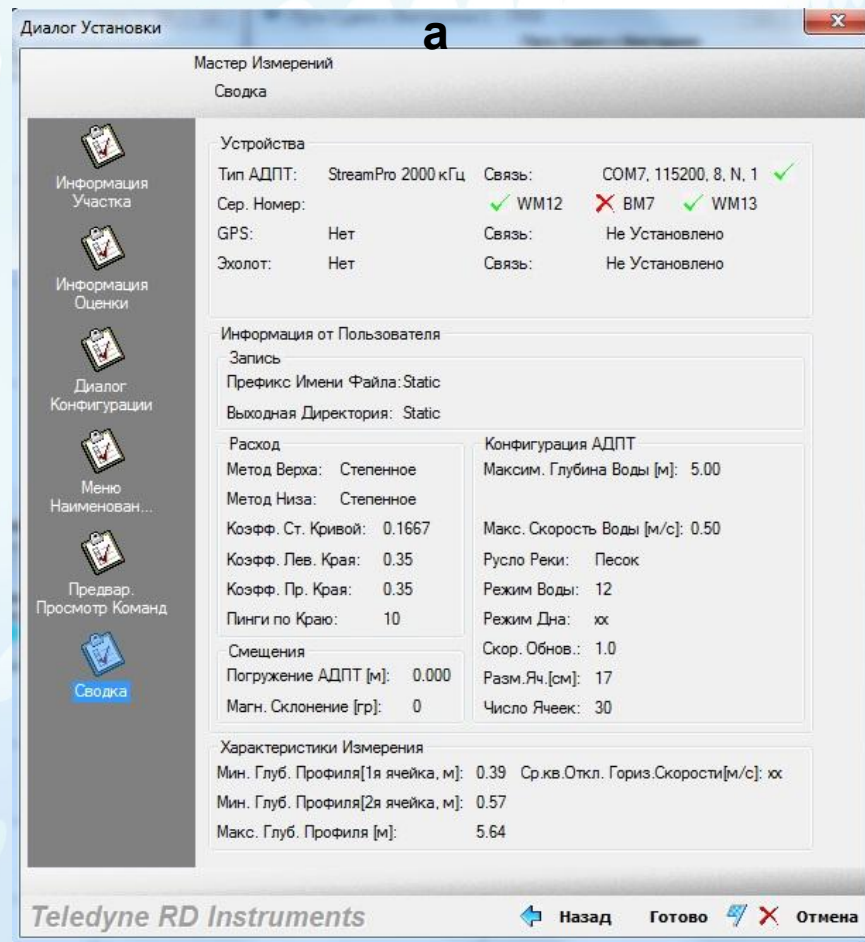 Диалог Установки
a
Мастер Измерений
Сводка
Информация
Участка
Информация
Оценки
Диалог
Конфигурации
Меню
Наименован...
Предвар.
Просмотр Команд
Сводка
Устройства
Тип АДПТ: StreamPro 2000 кГц Связь: COM7, 115200, 8, N, 1
Сер. Номер: WM12 BM7 WM13
GPS: Нет Связь: Не Установлено
Эхолот: Нет Связь: Не Установлено
Информация от Пользователя
Запись
Префикс Имени Файла: Static
Выходная Директория: Static
Расход
Метод Верха: Степенное
Метод Низа: Степенное
Коэфф. Ст. Кривой: 0.1667
Коэфф. Лев. Края: 0.35
Коэфф. Пр. Края: 0.35
Пинги по Краю: 10
Смещения
Погружение АДПТ [м]: 0.000
Магн. Склонение [гр]: 0
Конфигурация АДПТ
Максим. Глубина Воды [м]: 5.00
Макс. Скорость Воды [м/с]: 0.50
Русло Реки: Песок
Режим Воды: 12
Режим Дна: xx
Скор. Обнов.: 1.0
Разм.Яч.[см]: 17
Число Ячеек: 30
Характеристики Измерения
Мин. Глуб. Профиля[1я ячейка, м]: 0.39 Ср.кв.Откл. Гориз.Скорости[м/с]: xx
Мин. Глуб. Профиля[2я ячейка, м]: 0.57
Макс. Глуб. Профиля [м]: 5.64
Teledyne RD Instruments
Назад Готово Отмена